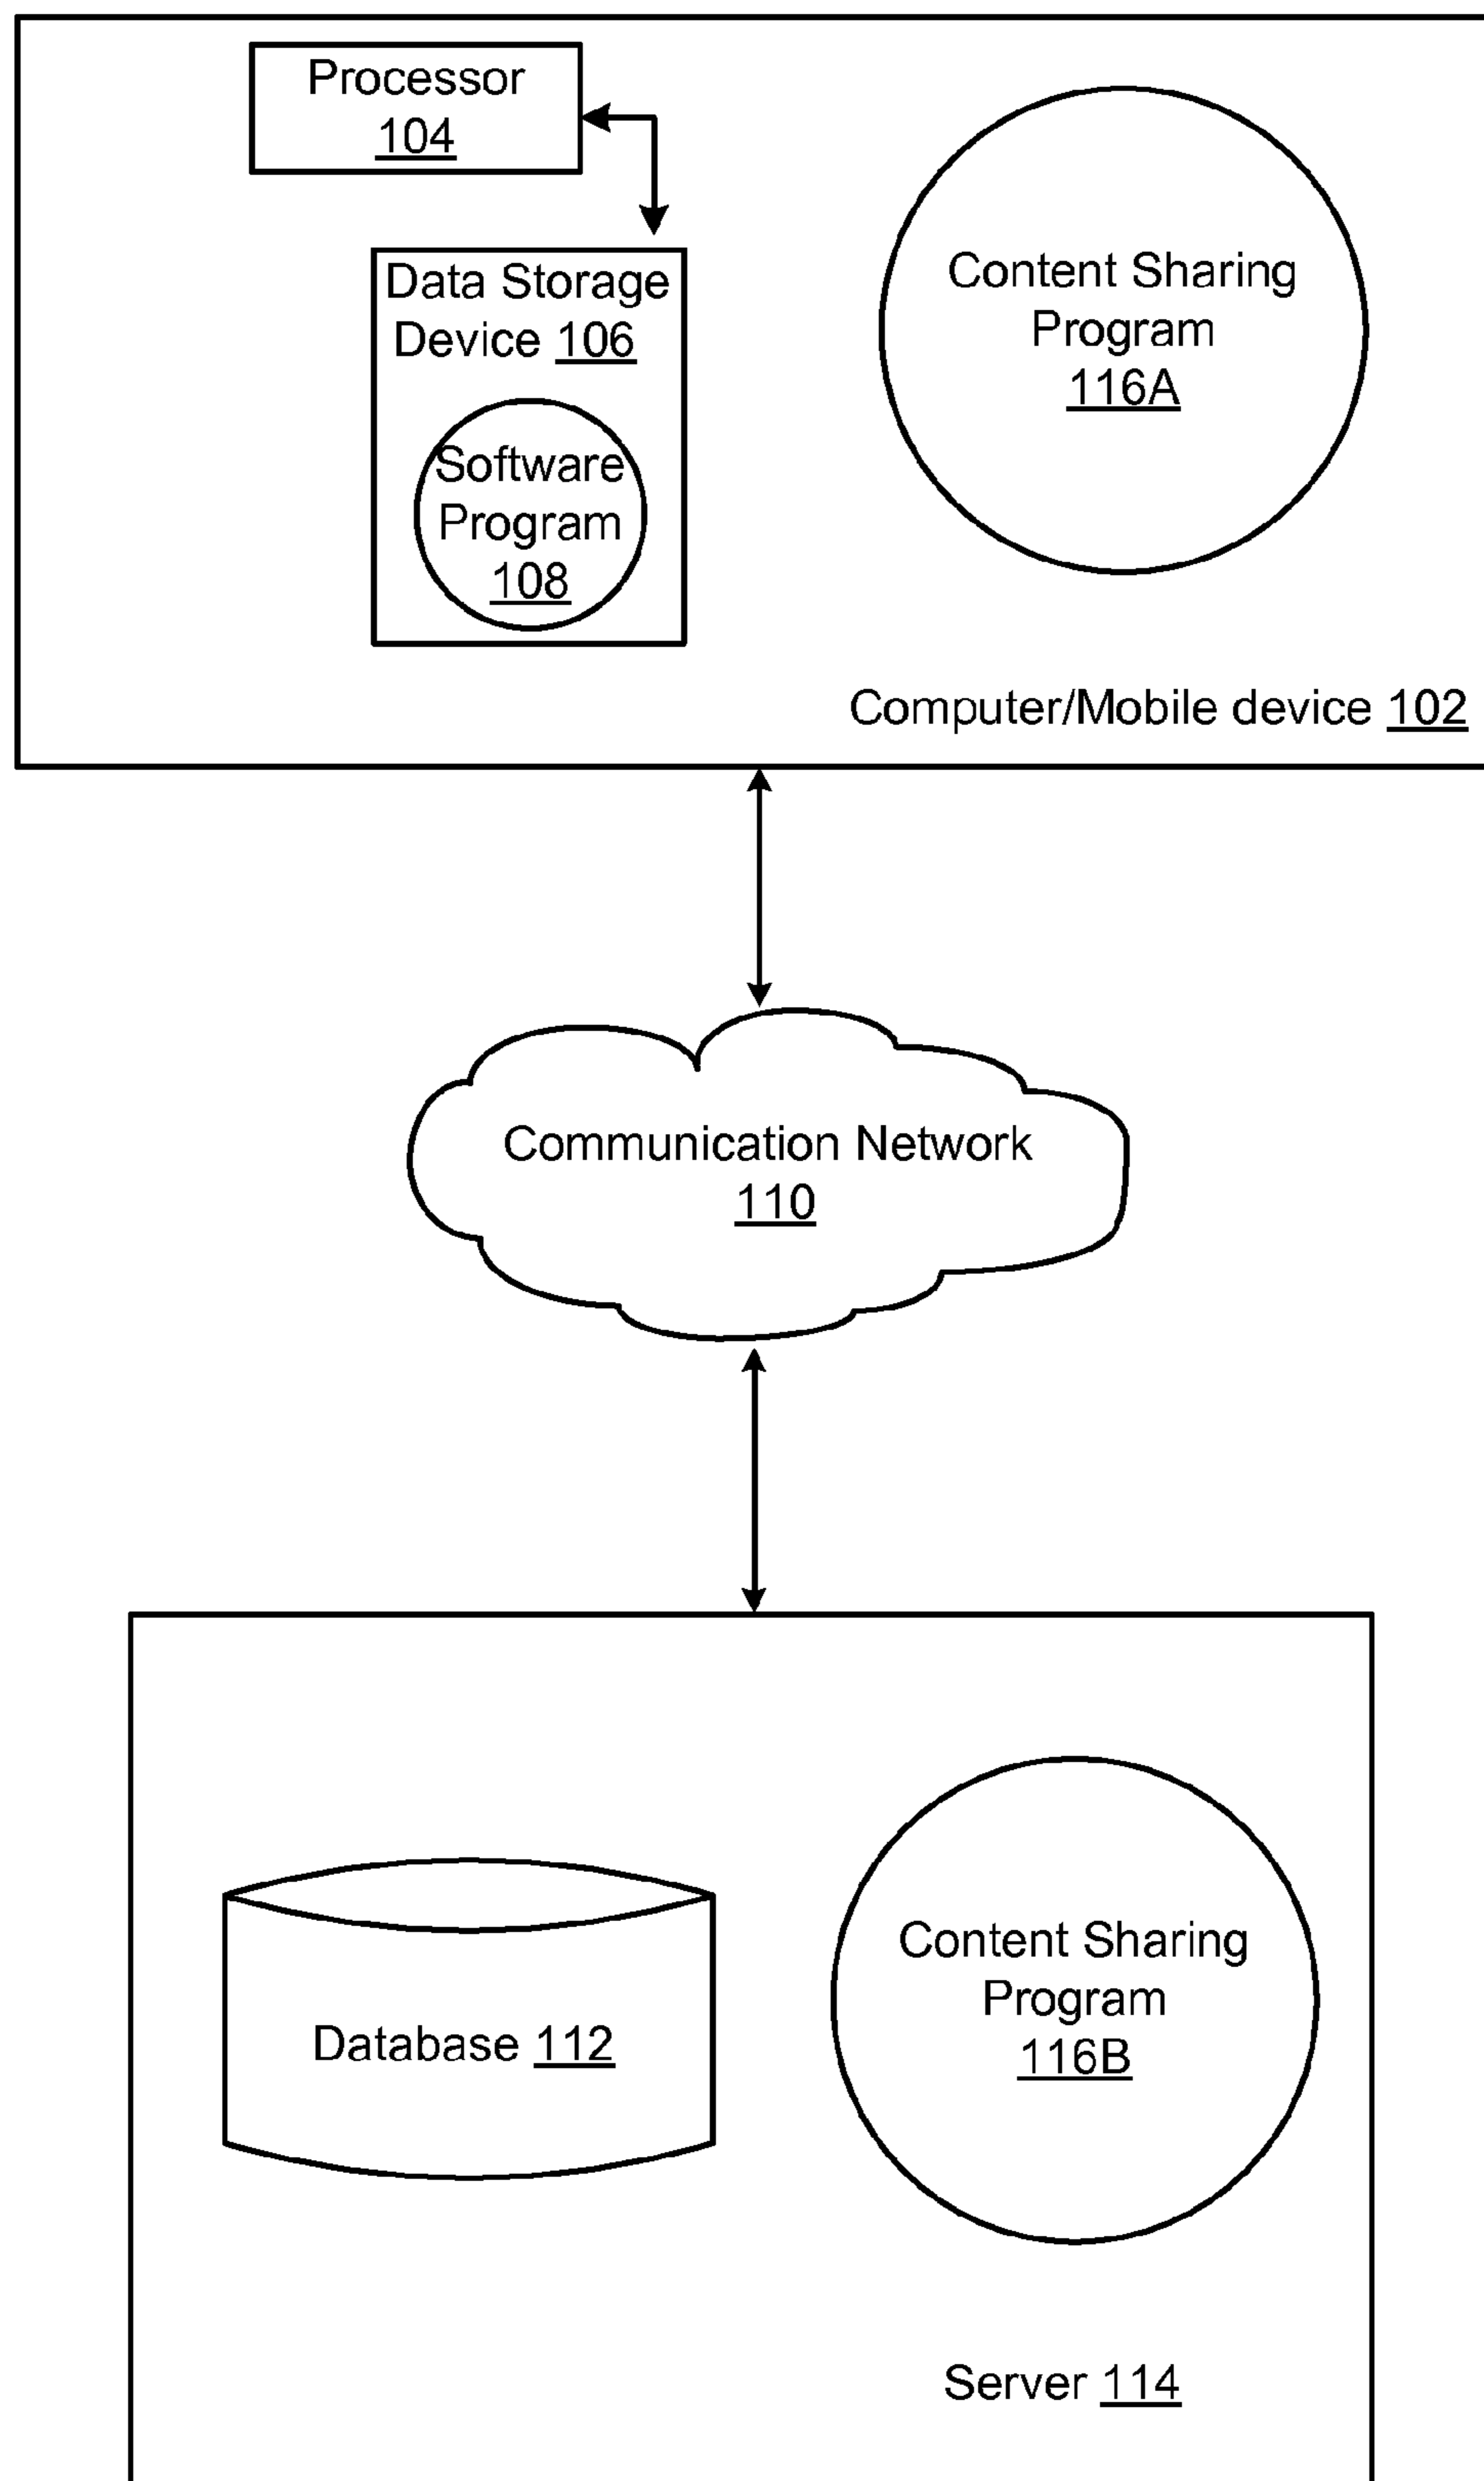 Processor
104
Data Storage
Device 106
Software
Program
108
Content Sharing
Program
116A
Computer/Mobile device 102
Communication Network
110
Database 112
Content Sharing
Program
116B
Server 114